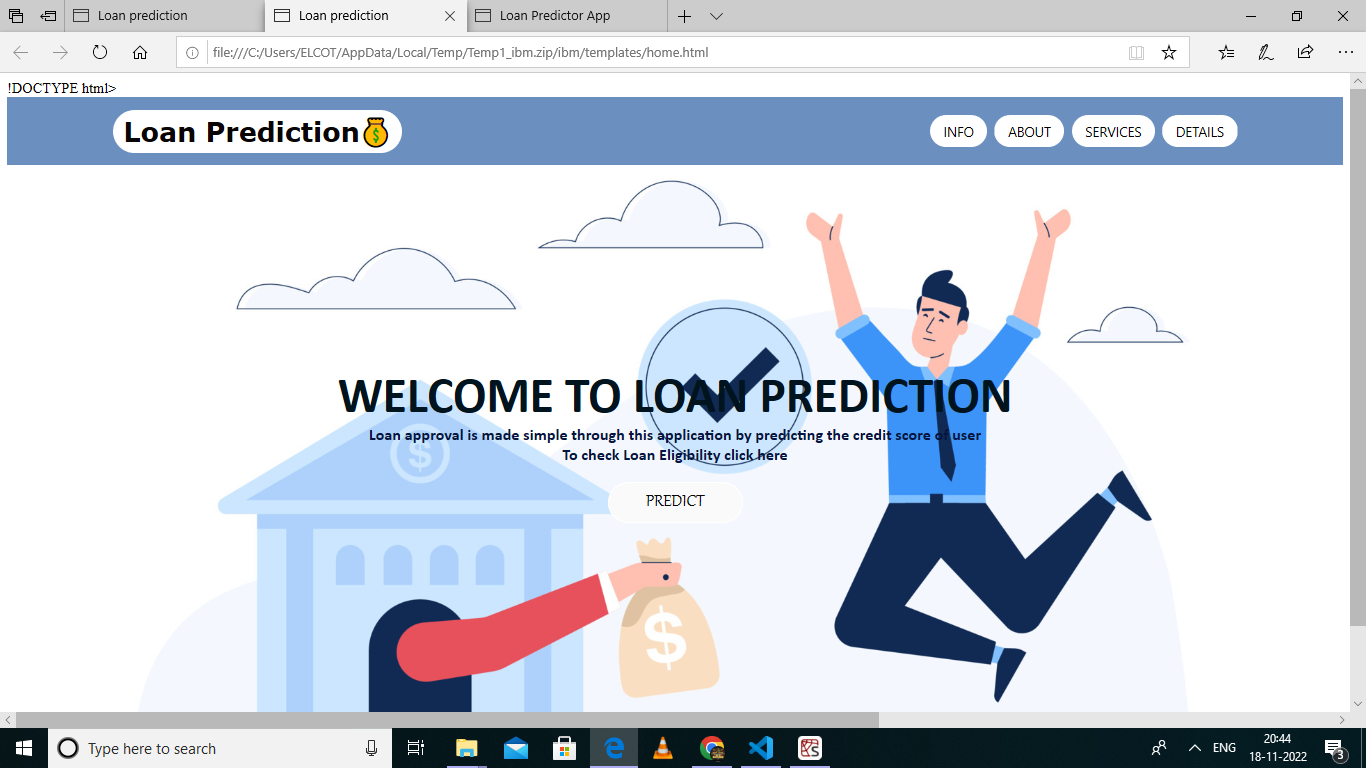 Loan prediction
Loan prediction
Loan Predictor App
file:///C:/Users/ELCOT/AppData/Local/Temp/Temp1_ibm.zip/ibm/templates/home.html
!DOCTYPE html>
Loan Prediction💰
INFO
ABOUT
SERVICES
DETAILS
WELCOME TO LOAN PREDICTION
Loan approval is made simple through this application by predicting the credit score of user
To check Loan Eligibility click here
PREDICT
$
$
Type here to search
ENG
20:44
18-11-2022
3